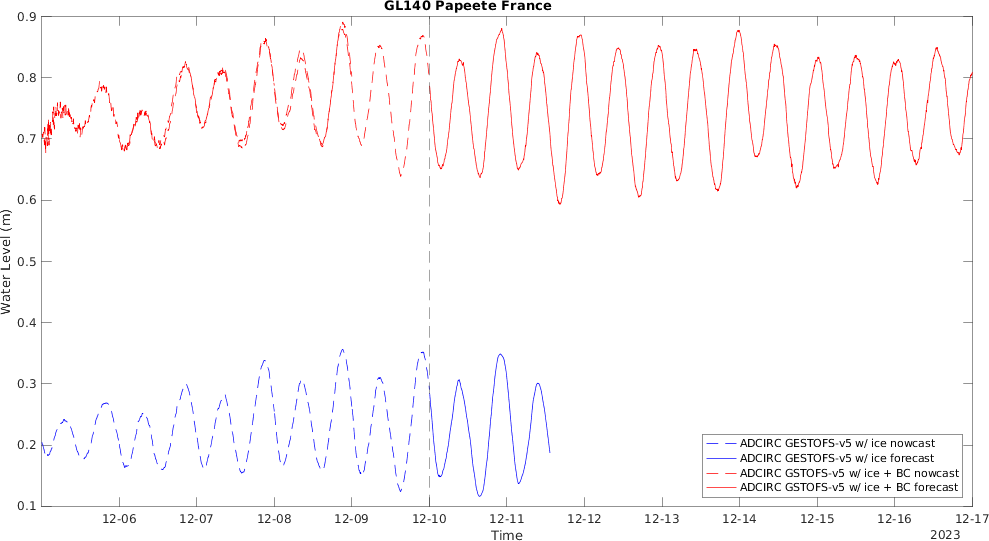 GL140 Papeete France
0.9
0.8
0.7
0.6
0.5
0.4
0.3
0.2
0.1
Water Level (m)
ADCIRC GESTOFS-v5 w/ ice nowcast
ADCIRC GESTOFS-v5 w/ ice forecast
ADCIRC GSTOFS-v5 w/ ice + BC nowcast
ADCIRC GSTOFS-v5 w/ ice + BC forecast
12-06 12-07 12-08 12-09 12-10 12-11 12-12 12-13 12-14 12-15 12-16 12-17
Time
2023